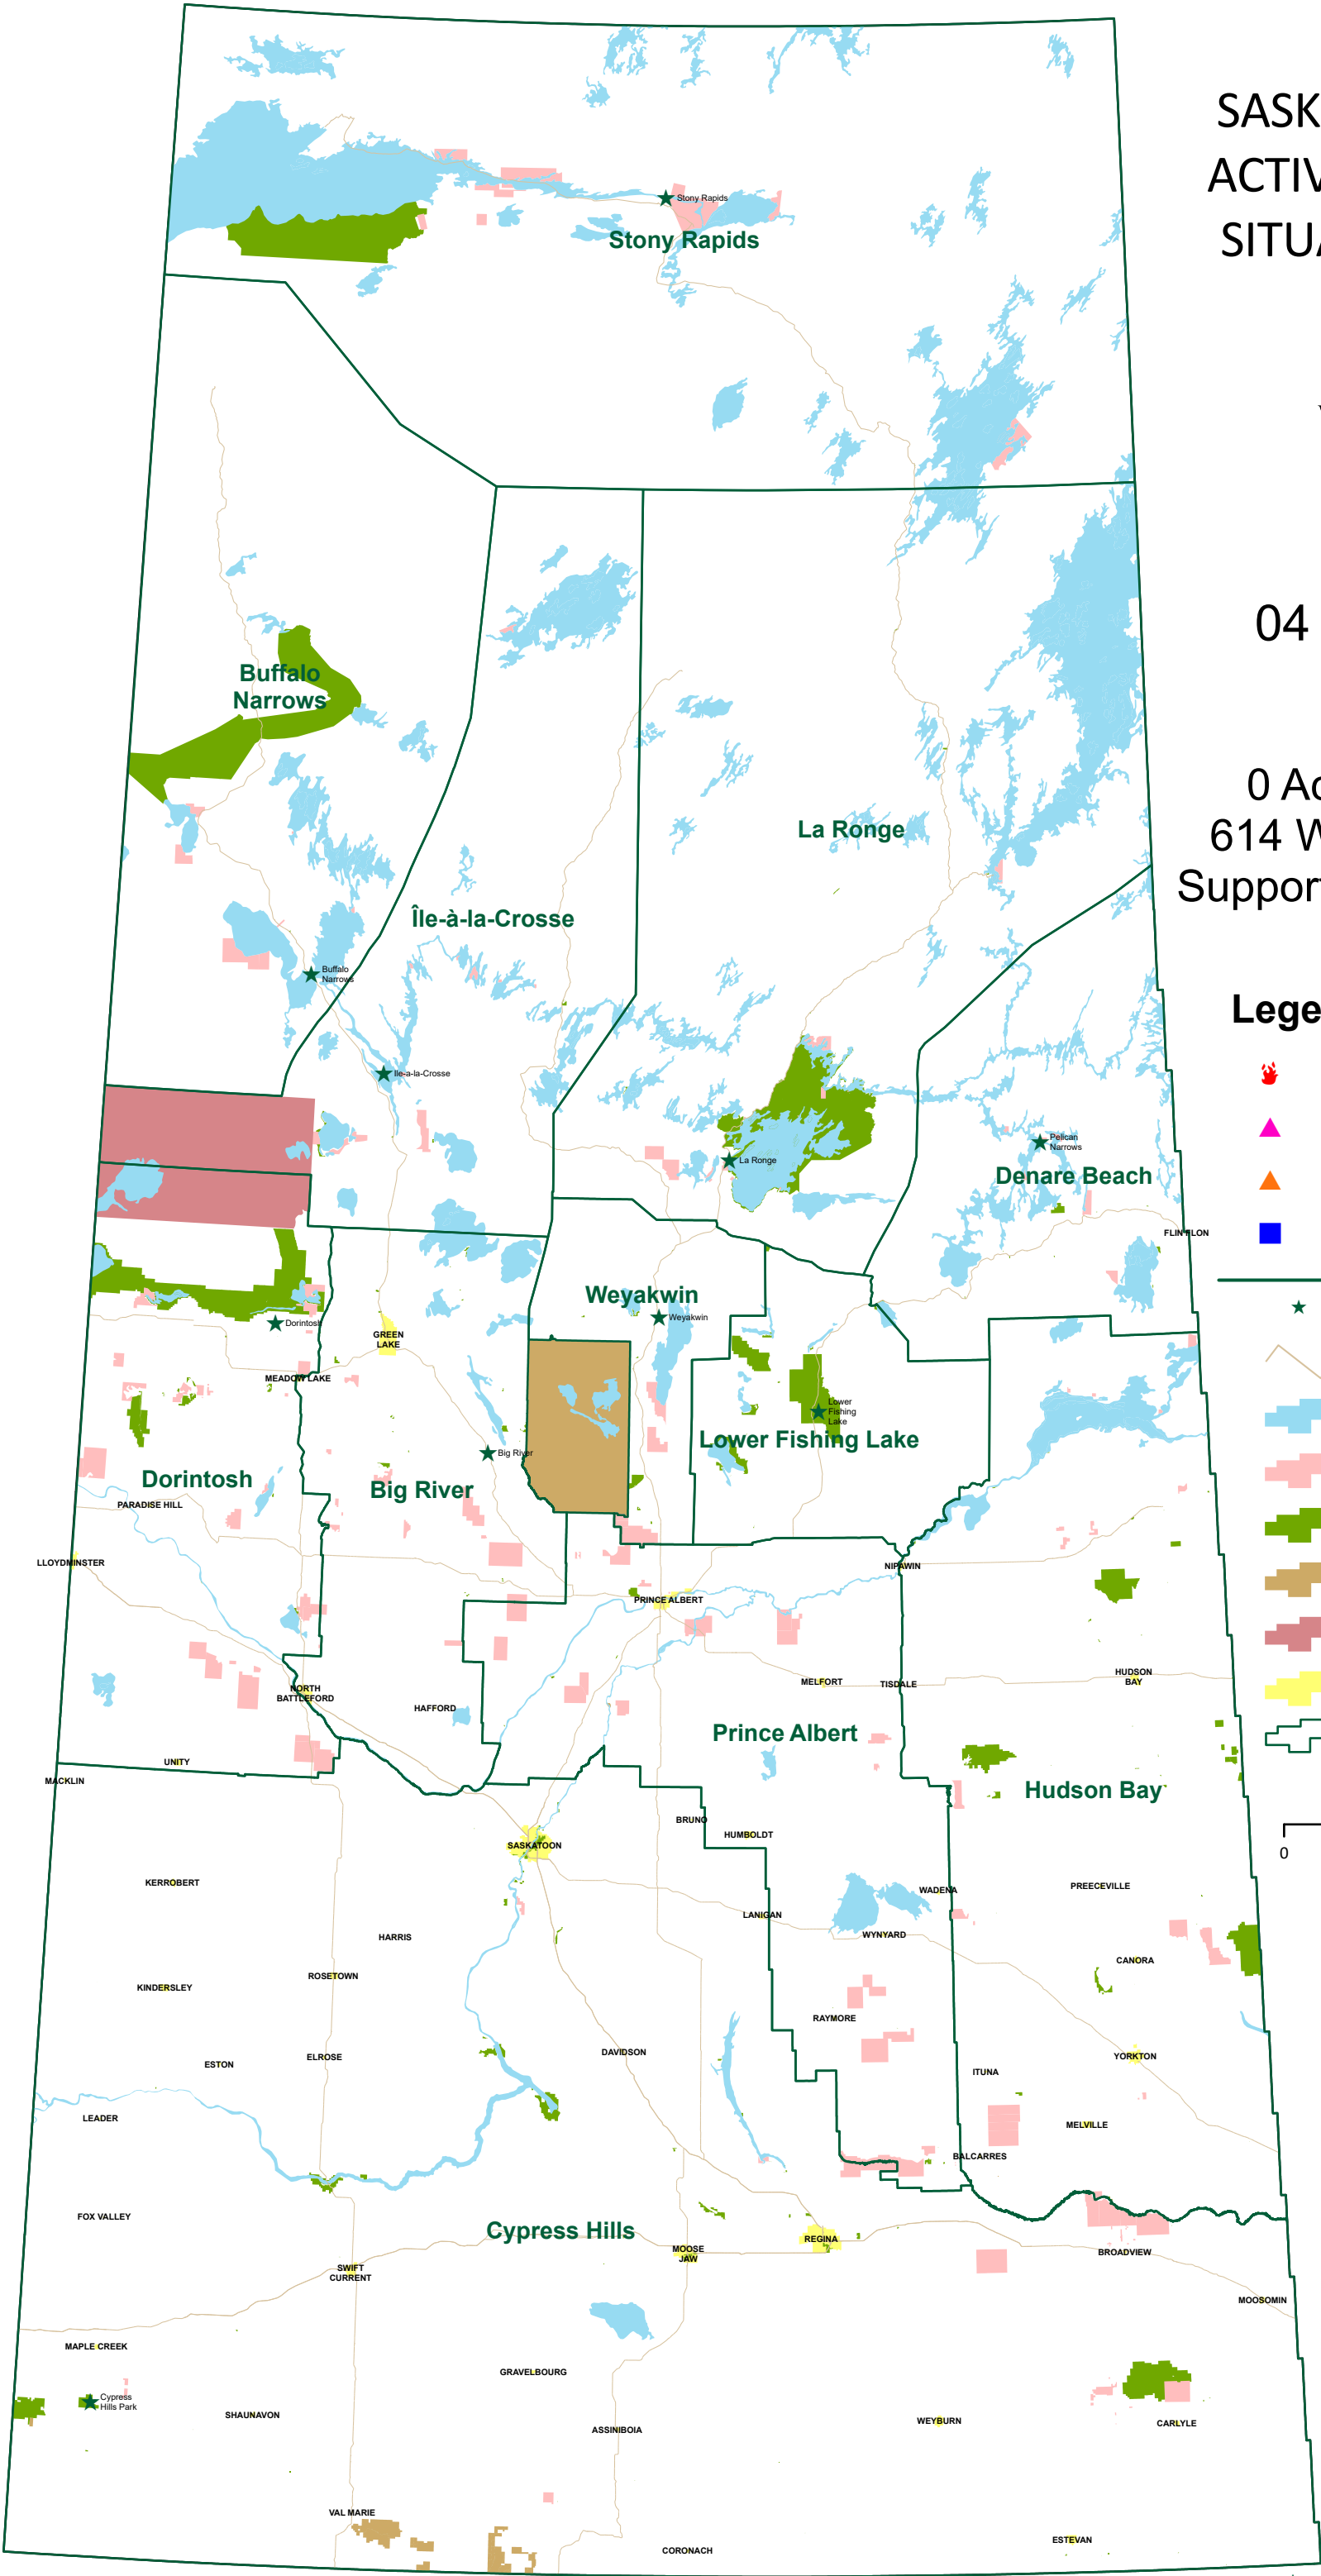 SASK
ACTIV
SITUA
04
0 Ac
614 W
Support
Lege
0
Stony Rapids
Stony Rapids
Buffalo
Narrows
La Ronge
Île-à-la-Crosse
Buffalo
Narrows
Ile-a-la-Crosse
La Ronge
Pelican
Narrows
Denare Beach
FLIN FLON
Weyakwin
Weyakwin
Dorintosh
GREEN
LAKE
MEADOW LAKE
Lower
Fishing
Lake
Lower Fishing Lake
Big River
Dorintosh
Big River
PARADISE HILL
LLOYDMINSTER
NIPAWIN
PRINCE ALBERT
MELFORT
TISDALE
HUDSON
BAY
NORTH
BATTLEFORD
HAFFORD
Prince Albert
UNITY
MACKLIN
Hudson Bay
BRUNO
HUMBOLDT
SASKATOON
KERROBERT
WADENA
PREECEVILLE
LANIGAN
WYNYARD
HARRIS
CANORA
ROSETOWN
KINDERSLEY
RAYMORE
DAVIDSON
ELROSE
ESTON
YORKTON
ITUNA
LEADER
MELVILLE
BALCARRES
FOX VALLEY
Cypress Hills
REGINA
MOOSE
JAW
BROADVIEW
SWIFT
CURRENT
MOOSOMIN
MAPLE CREEK
GRAVELBOURG
Cypress
Hills Park
SHAUNAVON
ASSINIBOIA
WEYBURN
CARLYLE
VAL MARIE
ESTEVAN
CORONACH